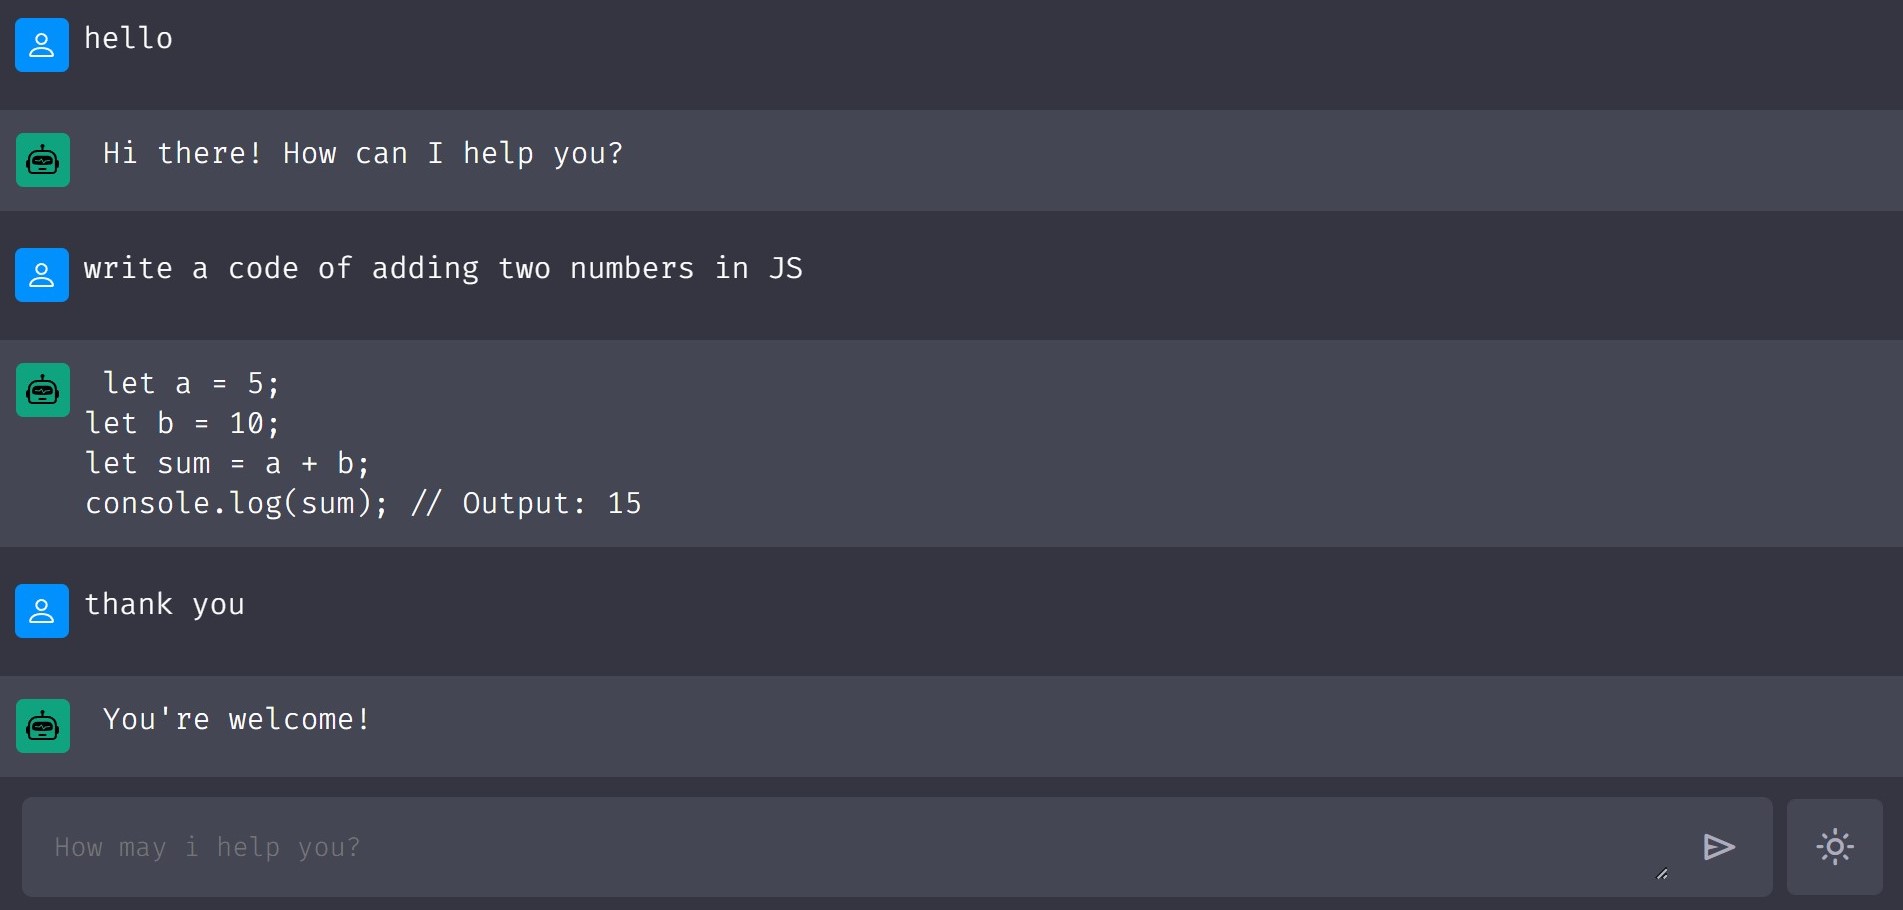 hello
Hi there! How can I help you?
write a code of adding two numbers in JS
let a = 5;
let b = 10;
let sum = a + b;
console.log(sum); // Output: 15
thank you
You're welcome!
How may i help you?